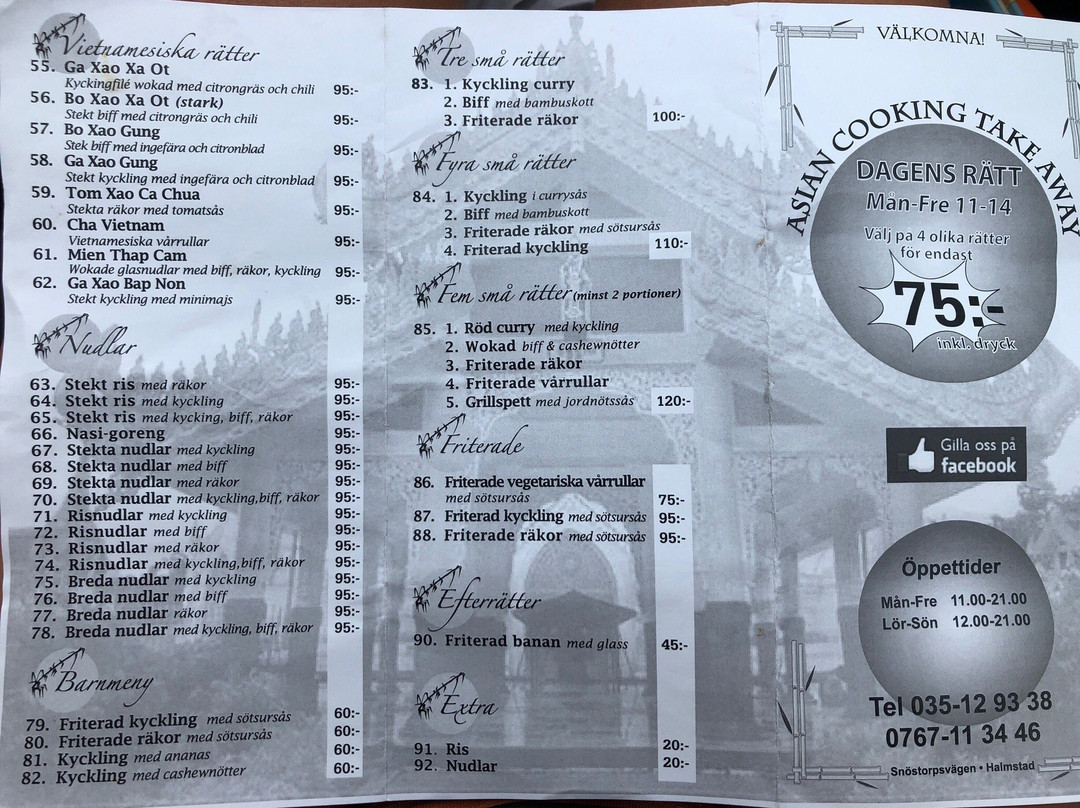 Vietnamesiska rätter
55. Ga Xao Xa Ot
Kyckingfilé wokad med citrongräs och chili 95:-
56. Bo Xao Xa Ot (stark)
Stekt biff med citrongräs och chili 95:-
57. Bo Xao Gung
Stek biff med ingefära och citronblad 95:-
58. Ga Xao Gung
Stekt kyckling med ingefära och citronblad 95:-
59. Tom Xao Ca Chua
Stekta räkor med tomatsås 95:-
60. Cha Vietnam
Vietnamesiska vårrullar 95:-
61. Mien Thap Cam
Wokade glasnudlar med biff, räkor, kyckling 95:-
62. Ga Xao Bap Non
Stekt kyckling med minimajs 95:-
Nudlar
63. Stekt ris med räkor 95:-
64. Stekt ris med kyckling 95:-
65. Stekt ris med kycking, biff, räkor 95:-
66. Nasi-goreng 95:-
67. Stekta nudlar med kyckling 95:-
68. Stekta nudlar med biff 95:-
69. Stekta nudlar med räkor 95:-
70. Stekta nudlar med kyckling,biff, räkor 95:-
71. Risnudlar med kyckling 95:-
72. Risnudlar med biff 95:-
73. Risnudlar med räkor 95:-
74. Risnudlar med kyckling,biff, räkor 95:-
75. Breda nudlar med kyckling 95:-
76. Breda nudlar med biff 95:-
77. Breda nudlar räkor 95:-
78. Breda nudlar med kyckling, biff, räkor 95:-
Barnmeny
79. Friterad kyckling med sötsursås 60:-
80. Friterade räkor med sötsursås 60:-
81. Kyckling med ananas 60:-
82. Kyckling med cashewnötter 60:-
Tre små rätter
83. 1. Kyckling curry
2. Biff med bambuskott
3. Friterade räkor 100:-
Fyra små rätter
84. 1. Kyckling i currysås
2. Biff med bambuskott
3. Friterade räkor med sötsursås
4. Friterad kyckling 110:-
Fem små rätter (minst 2 portioner)
85. 1. Röd curry med kyckling
2. Wokad biff & cashewnötter
3. Friterade räkor
4. Friterade vårrullar
5. Grillspett med jordnötssås 120:-
Friterade
86. Friterade vegetariska vårrullar
med sötsursås 75:-
87. Friterad kyckling med sötsursås 95:-
88. Friterade räkor med sötsursås 95:-
Efterrätter
90. Friterad banan med glass 45:-
Extra
91. Ris 20:-
92. Nudlar 20:-
VÄLKOMNA!
ASIAN COOKING TAKE AWAY
DAGENS RÄTT
Mån-Fre 11-14
Välj på 4 olika rätter
för endast
75:-
inkl. dryck
Gilla oss på
facebook
Öppettider
Mån-Fre 11.00-21.00
Lör-Sön 12.00-21.00
Tel 035-12 93 38
0767-11 34 46
Snöstorpsvägen • Halmstad